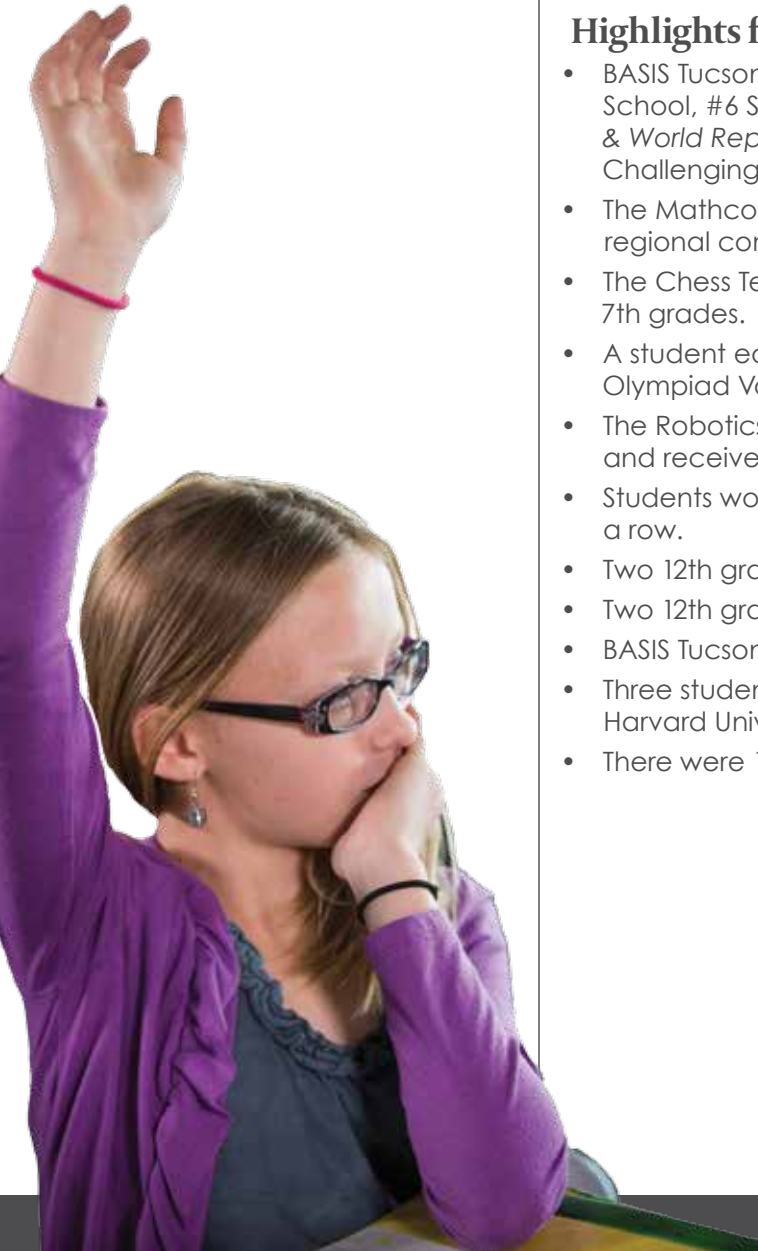 Highlights f
• BASIS Tucson
School, #6 S
& World Rep
Challenging
• The Mathco
regional con
• The Chess Te
7th grades.
• A student ea
Olympiad Va
• The Robotics
and receive
• Students wo
a row.
• Two 12th gra
• Two 12th gra
• BASIS Tucson
• Three studen
Harvard Univ
• There were 1